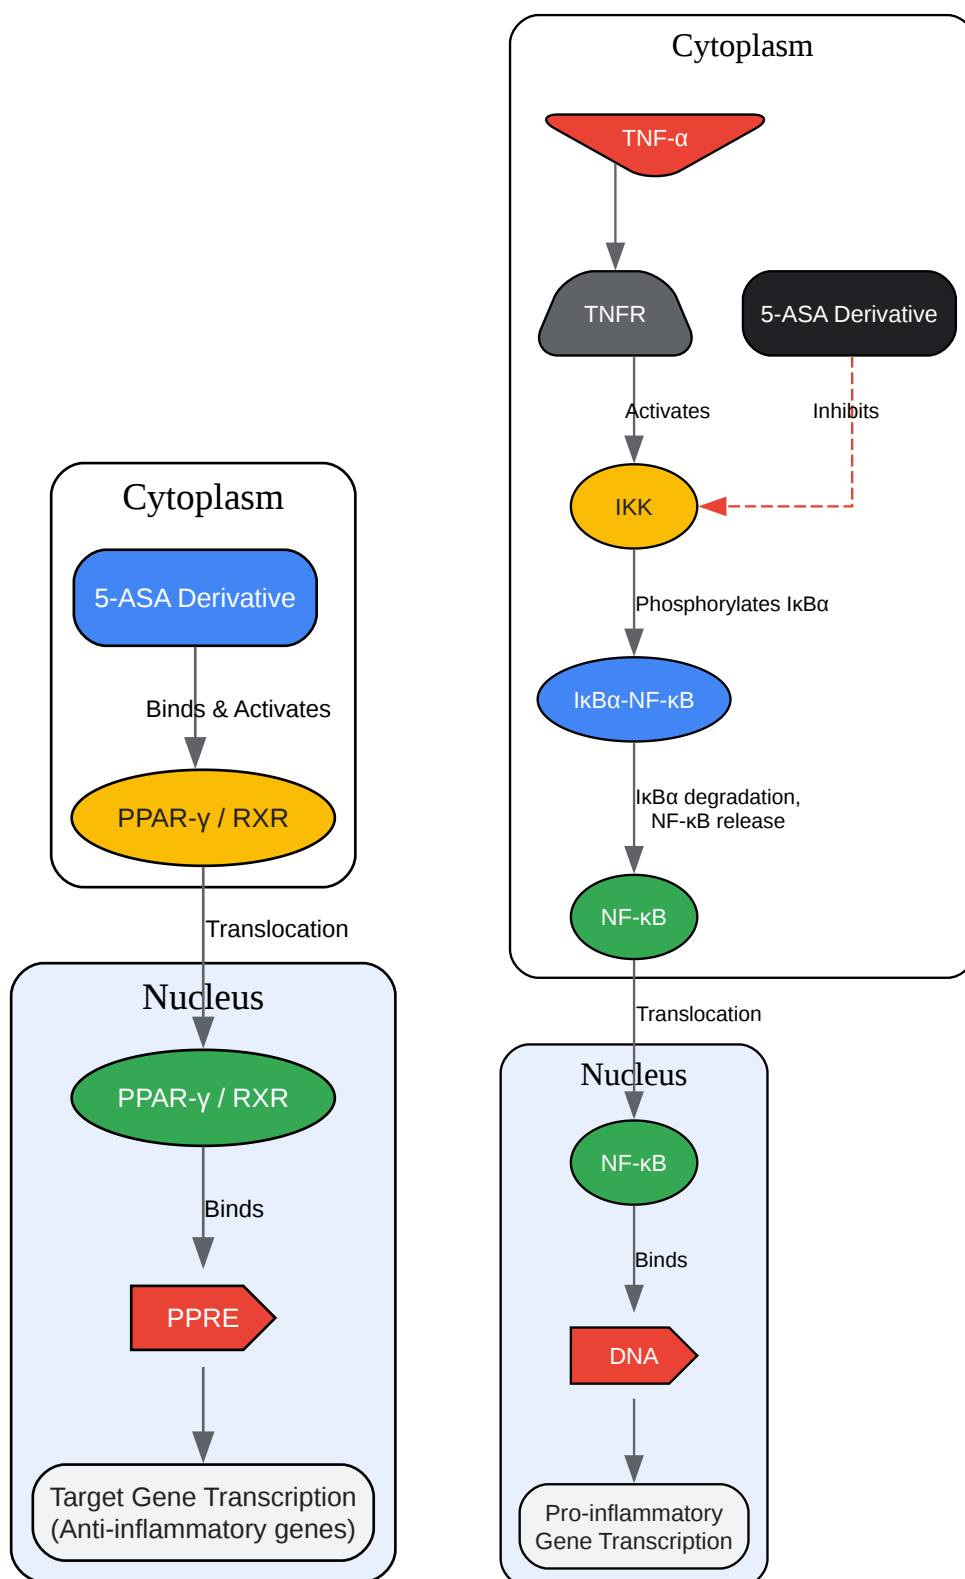 Cytoplasm
5-ASA Derivative
Binds & Activates
PPAR-γ / RXR
Translocation
Nucleus
PPAR-γ / RXR
Binds
PPRE
Target Gene Transcription
(Anti-inflammatory genes)
Cytoplasm
TNF-α
TNFR
5-ASA Derivative
Activates
Inhibits
IKK
Phosphorylates IκBα
IκBα-NF-κB
IκBα degradation,
NF-κB release
NF-κB
Translocation
Nucleus
NF-κB
Binds
DNA
Pro-inflammatory
Gene Transcription